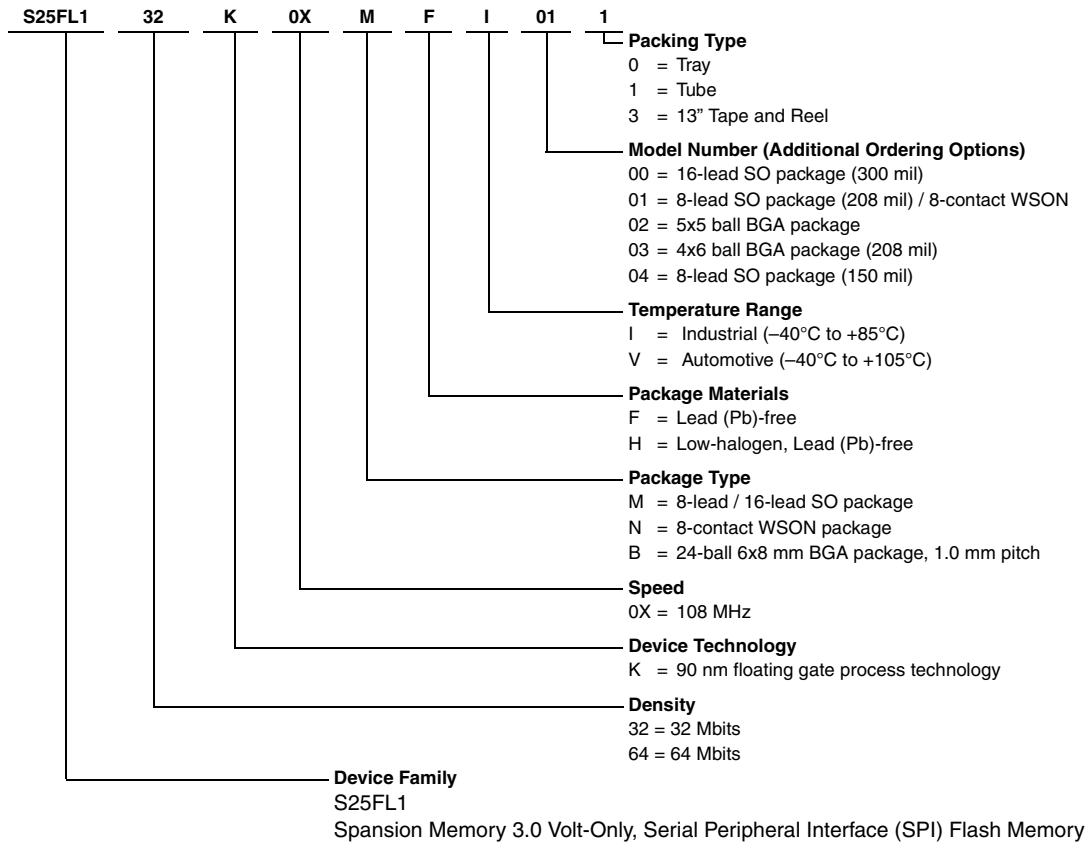 S25FL1 32 K 0X M F I 01 1
Packing Type
0 = Tray
1 = Tube
3 = 13” Tape and Reel
Model Number (Additional Ordering Options)
00 = 16-lead SO package (300 mil)
01 = 8-lead SO package (208 mil) / 8-contact WSON
02 = 5x5 ball BGA package
03 = 4x6 ball BGA package (208 mil)
04 = 8-lead SO package (150 mil)
Temperature Range
I = Industrial (–40°C to +85°C)
V = Automotive (–40°C to +105°C)
Package Materials
F = Lead (Pb)-free
H = Low-halogen, Lead (Pb)-free
Package Type
M = 8-lead / 16-lead SO package
N = 8-contact WSON package
B = 24-ball 6x8 mm BGA package, 1.0 mm pitch
Speed
0X = 108 MHz
Device Technology
K = 90 nm floating gate process technology
Density
32 = 32 Mbits
64 = 64 Mbits
Device Family
S25FL1
Spansion Memory 3.0 Volt-Only, Serial Peripheral Interface (SPI) Flash Memory